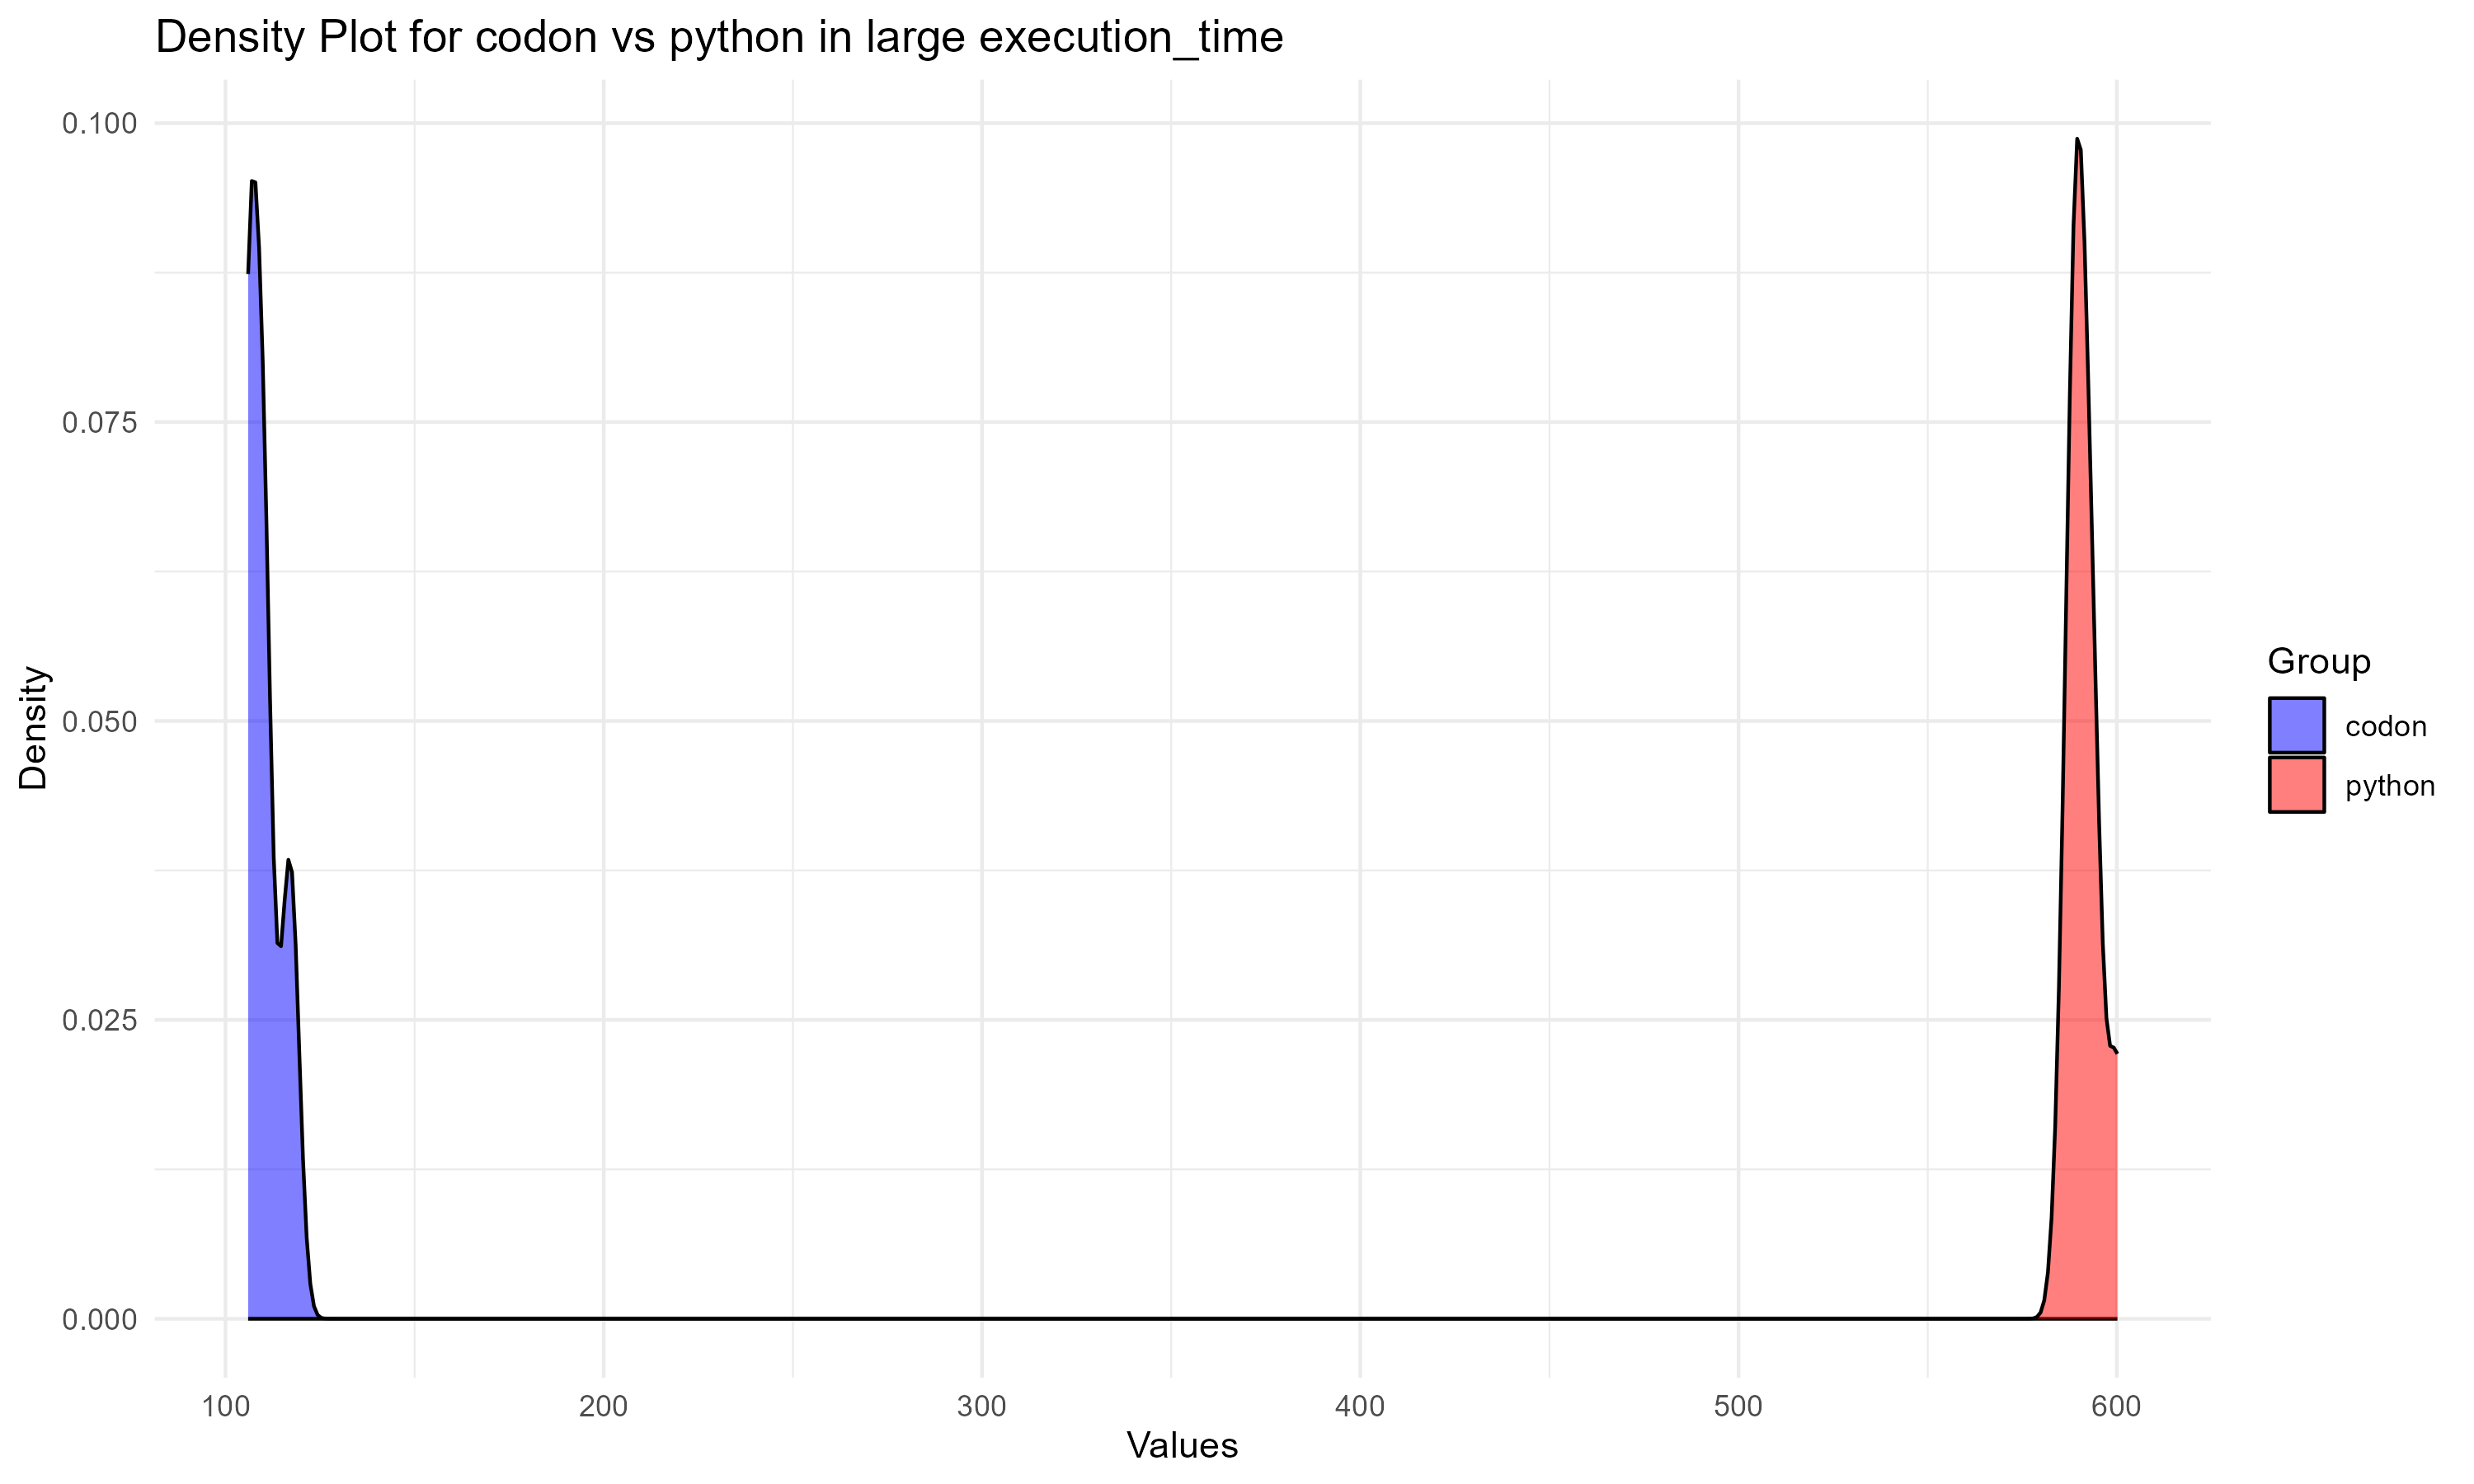 Density Plot for codon vs python in large execution_time
0.100
0.075
0.050
0.025
0.000
Density
100 200 300 400 500 600
Values
Group
codon
python